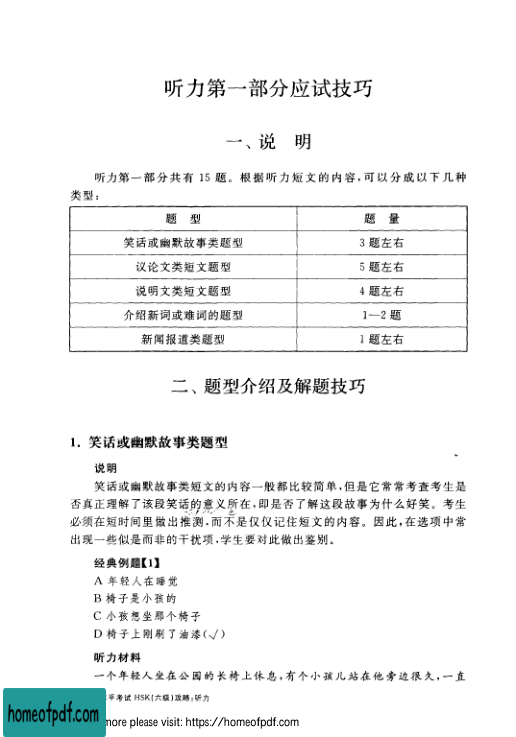 听力第一部分应试技巧
一、说 明
听力第一部分共有 15 题。根据听力短文的内容,可以分成以下几种
类型:
题 型 题 量
笑话或幽默故事类题型 3 题左右
议论文类短文题型 5 题左右
说明文类短文题型 4 题左右
介绍新词或难词的题型 1—2 题
新闻报道类题型 1 题左右
二、题型介绍及解题技巧
1. 笑话或幽默故事类题型
说明
笑话或幽默故事类短文的内容一般都比较简单,但是它常常考查考生是
否真正理解了该段笑话的意义所在,即是否了解这段故事为什么好笑。考生
必须在短时间里做出推测,而不是仅仅记住短文的内容。因此,在选项中常
出现一些似是而非的干扰项,学生要对此做出鉴别。
经典例题【1】
A 年轻人在睡觉
B 椅子是小孩的
C 小孩想坐那个椅子
D 椅子上刚刷了油漆(√)
听力材料
一个年轻人坐在公园的长椅上休息,有个小孩儿站在他旁边很久,一直
平考试 HSK(六级)攻略:听力
homeofpdf.com
more please visit: https://homeofpdf.com